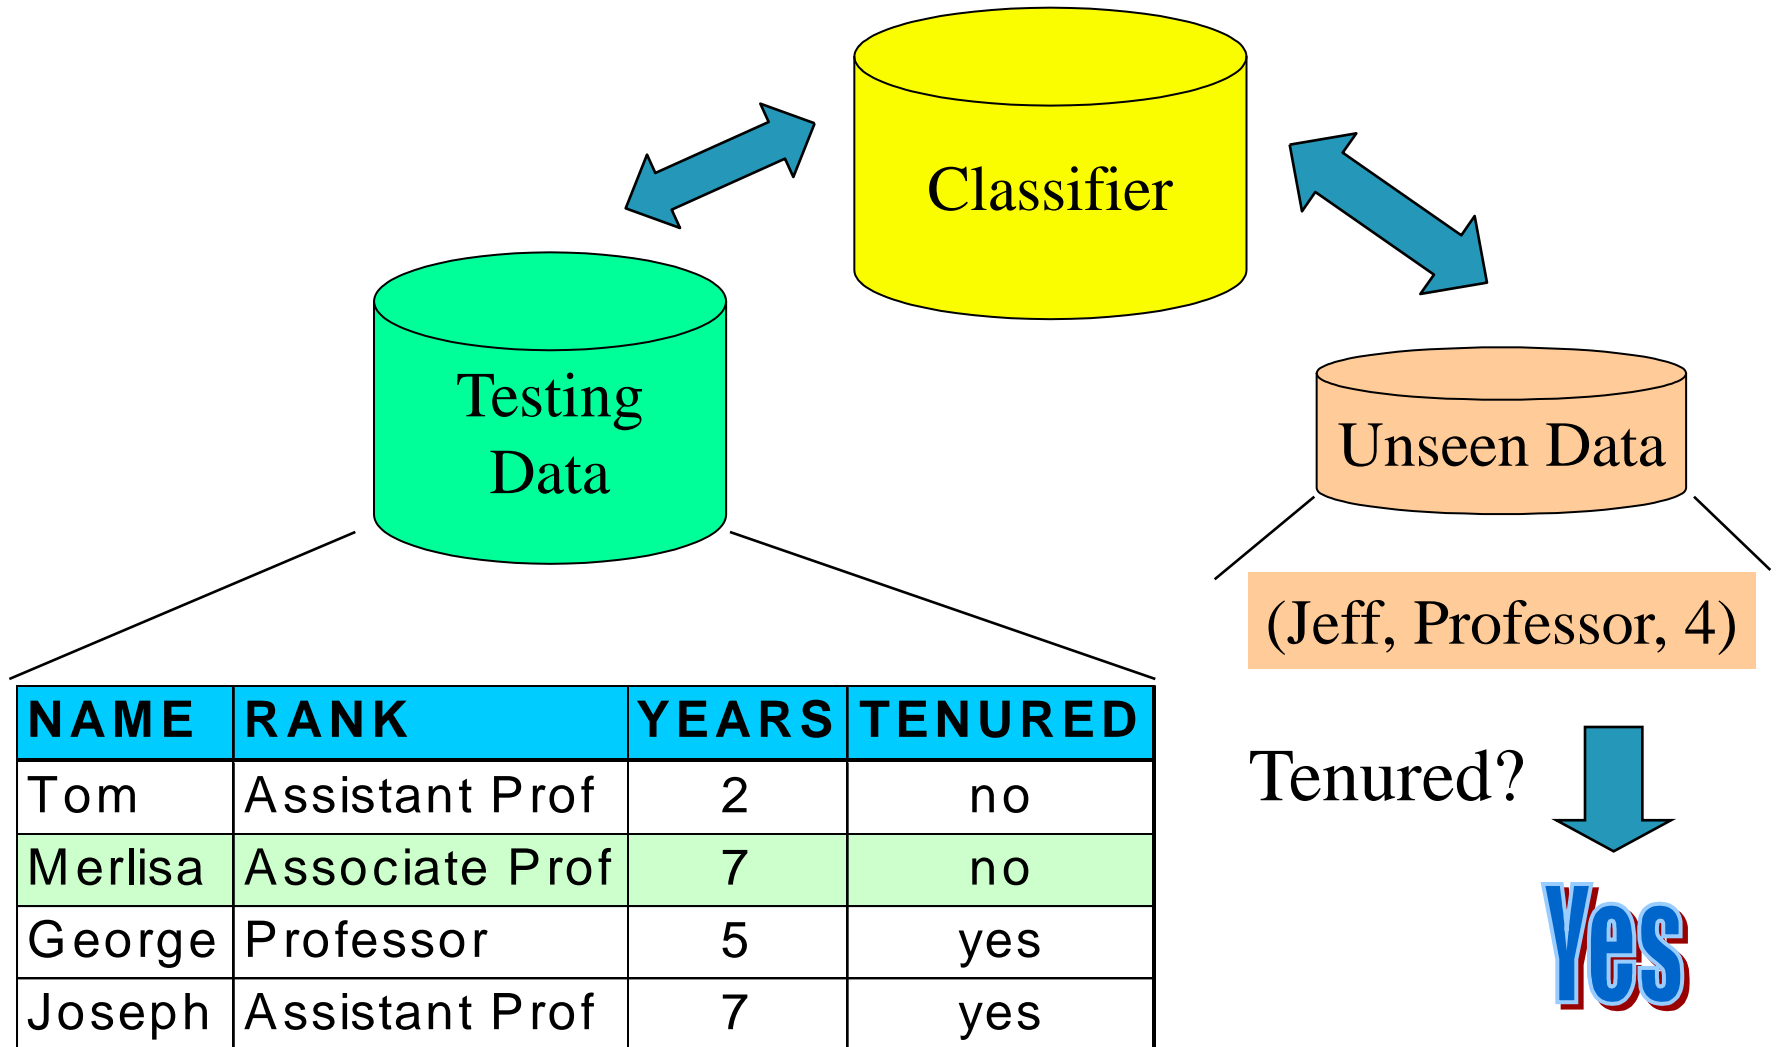 Classifier
Testing
Data
Unseen Data
(Jeff, Professor, 4)
NAME RANK YEARS TENURED
Tom Assistant Prof 2 no
Merlisa Associate Prof 7 no
George Professor 5 yes
Joseph Assistant Prof 7 yes
Tenured?
Yes